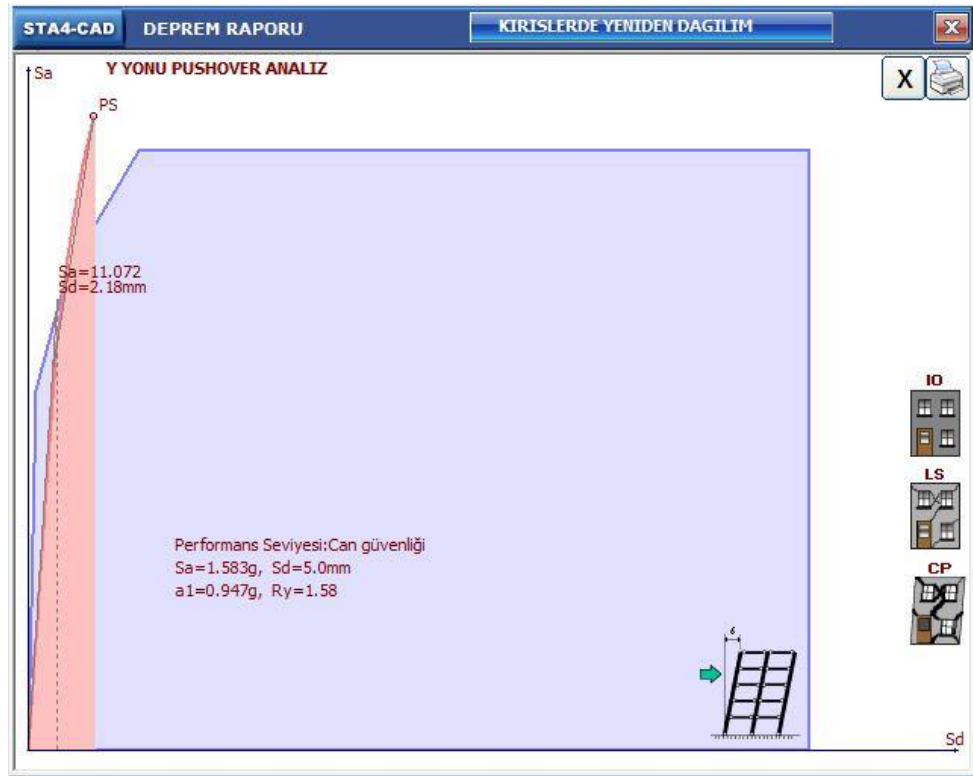 STA4-CAD DEPREM RAPORU KIRISLERDE YENIDEN DAGILIM X
Sa Y YONU PUSHOVER ANALIZ
X
PS
Sa=11.072
Sd=2.18mm
IO
LS
Performans Seviyesi:Can güvenliği
Sa=1.583g, Sd=5.0mm
CP
a1=0.947g, Ry=1.58
Sd